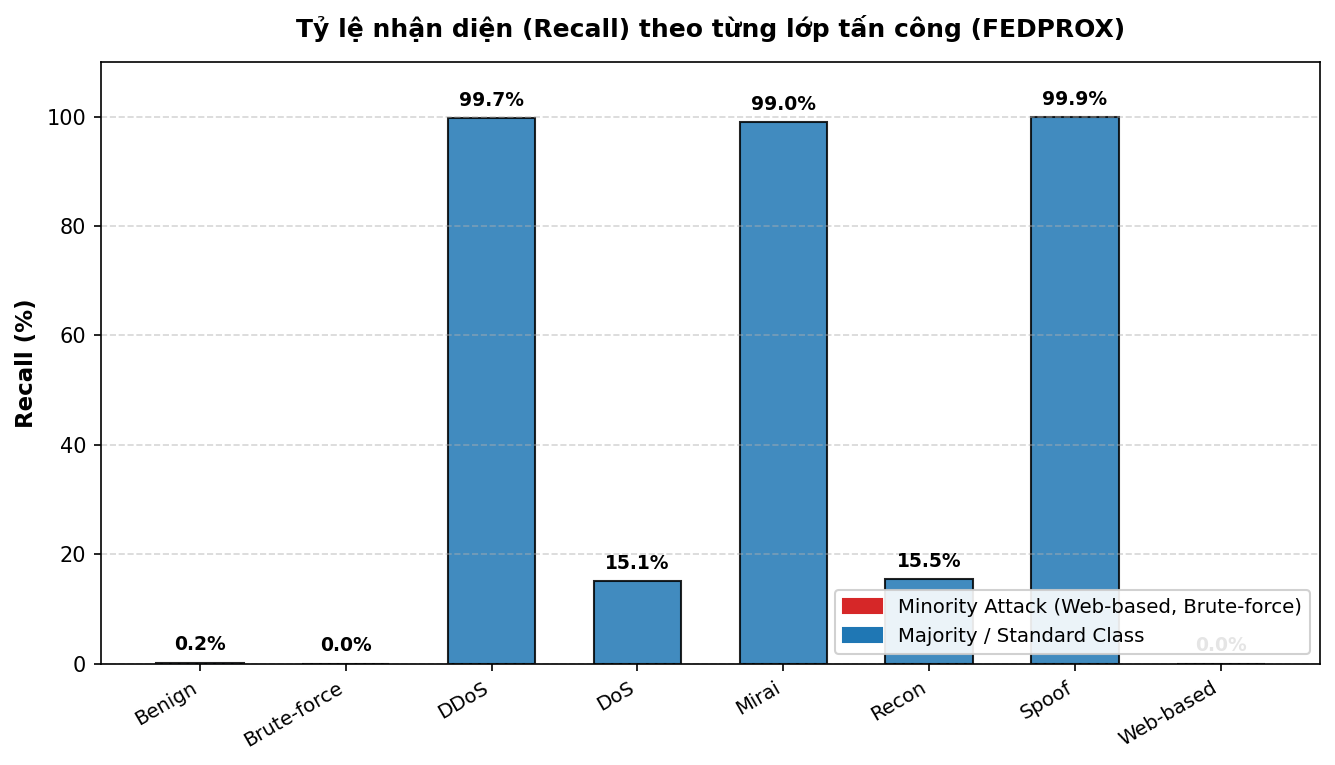 Tỷ lệ nhận diện (Recall) theo từng lớp tấn công (FEDPROX)
Recall (%)
100
80
60
40
20
0
0.2%
0.0%
99.7%
15.1%
99.0%
15.5%
99.9%
0.0%
Minority Attack (Web-based, Brute-force)
Majority / Standard Class
Benign
Brute-force
DDoS
DoS
Mirai
Recon
Spoof
Web-based